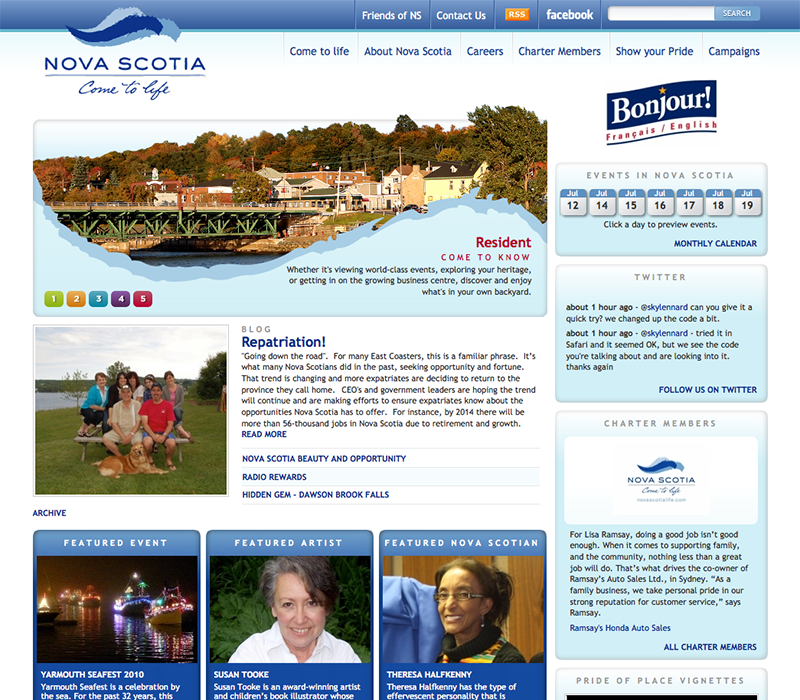 Friends of NS
Contact Us
RSS
facebook
SEARCH
NOVA SCOTIA
Come to life
Come to life
About Nova Scotia
Careers
Charter Members
Show your Pride
Campaigns
Bonjour!
Français / English
Resident
COME TO KNOW
Whether it's viewing world-class events, exploring your heritage,
or getting in on the growing business centre, discover and enjoy
what's in your own backyard.
1 2 3 4 5
EVENTS IN NOVA SCOTIA
Jul Jul Jul Jul Jul Jul Jul
12 14 15 16 17 18 19
Click a day to preview events.
MONTHLY CALENDAR
TWITTER
about 1 hour ago - @skylennard can you give it a
quick try? we changed up the code a bit.
about 1 hour ago - @skylennard - tried it in
Safari and it seemed OK, but we see the code
you're talking about and are looking into it.
thanks again
FOLLOW US ON TWITTER
BLOG
Repatriation!
"Going down the road".  For many East Coasters, this is a familiar phrase.  It's
what many Nova Scotians did in the past, seeking opportunity and fortune.
That trend is changing and more expatriates are deciding to return to the
province they call home.  CEO's and government leaders are hoping the trend
will continue and are making efforts to ensure expatriates know about the
opportunities Nova Scotia has to offer.  For instance, by 2014 there will be
more than 56-thousand jobs in Nova Scotia due to retirement and growth.
READ MORE
NOVA SCOTIA BEAUTY AND OPPORTUNITY
RADIO REWARDS
HIDDEN GEM - DAWSON BROOK FALLS
ARCHIVE
CHARTER MEMBERS
NOVA SCOTIA
Come to life
novascotialife.com
For Lisa Ramsay, doing a good job isn't good
enough. When it comes to supporting family,
and the community, nothing less than a great
job will do. That's what drives the co-owner of
Ramsay's Auto Sales Ltd., in Sydney. "As a
family business, we take personal pride in our
strong reputation for customer service," says
Ramsay.
Ramsay's Honda Auto Sales
ALL CHARTER MEMBERS
PRIDE OF PLACE VIGNETTES
FEATURED EVENT
YARMOUTH SEAFEST 2010
Yarmouth Seafest is a celebration by
the sea. For the past 32 years, this
FEATURED ARTIST
SUSAN TOOKE
Susan Tooke is an award-winning artist
and children's book illustrator whose
FEATURED NOVA SCOTIAN
THERESA HALFKENNY
Theresa Halfkenny has the type of
effervescent personality that is